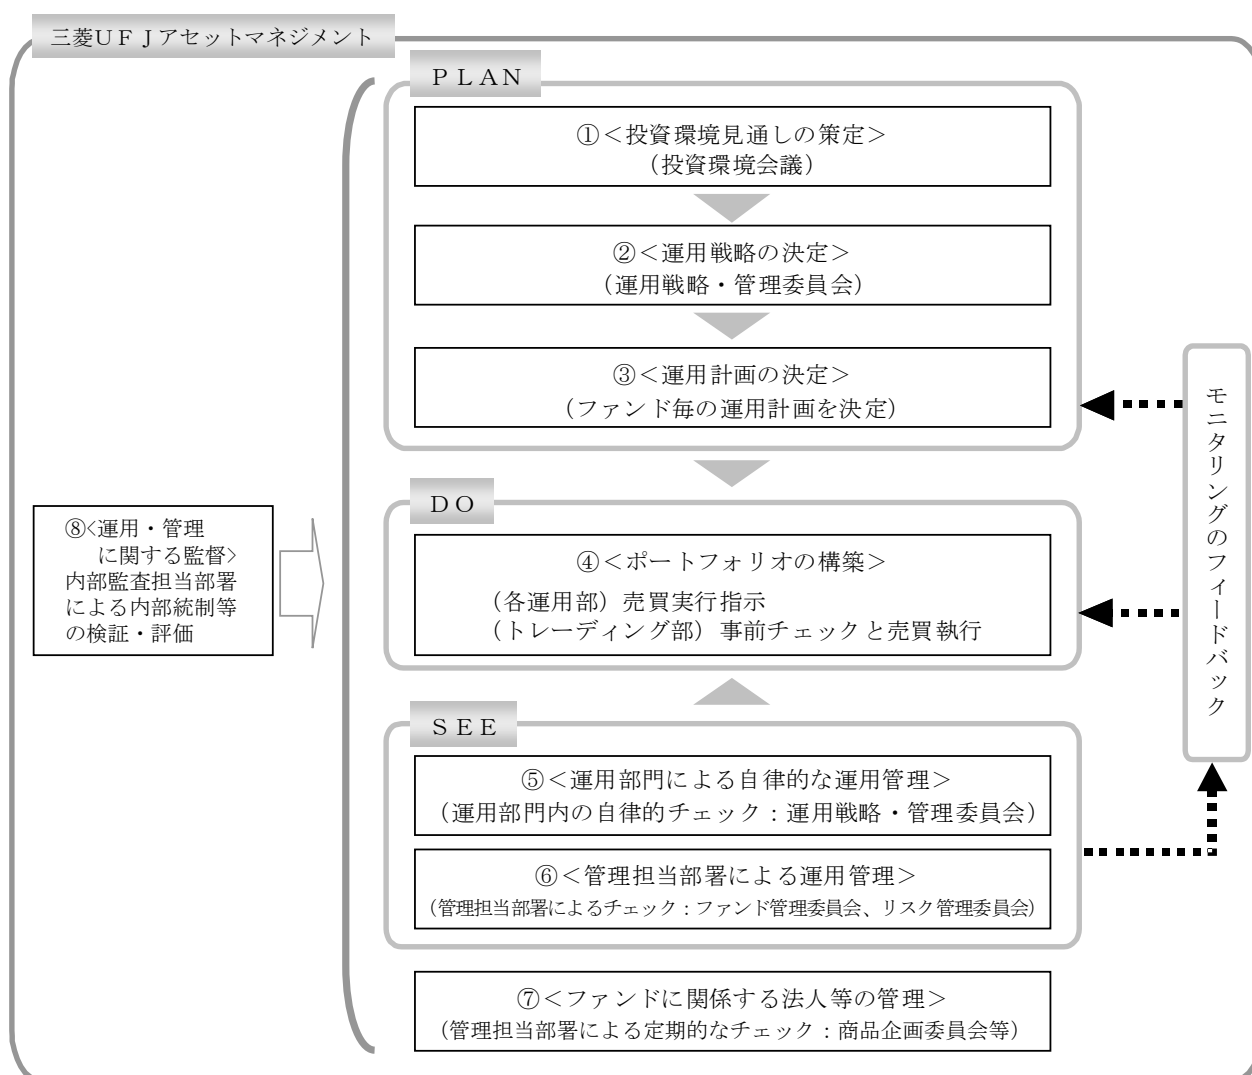 三菱ＵＦＪアセットマネジメント
ＰＬＡＮ
①＜投資環境見通しの策定＞
（投資環境会議）
②＜運用戦略の決定＞
（運用戦略・管理委員会）
③＜運用計画の決定＞
（ファンド毎の運用計画を決定）
ＤＯ
④＜ポートフォリオの構築＞
（各運用部）売買実行指示
（トレーディング部）事前チェックと売買執行
ＳＥＥ
⑤＜運用部門による自律的な運用管理＞
（運用部門内の自律的チェック：運用戦略・管理委員会）
⑥＜管理担当部署による運用管理＞
（管理担当部署によるチェック：ファンド管理委員会、リスク管理委員会）
⑦＜ファンドに関係する法人等の管理＞
（管理担当部署による定期的なチェック：商品企画委員会等）
⑧<運用・管理
に関する監督>
内部監査担当部署
による内部統制等
の検証・評価
モニタリングのフィードバック